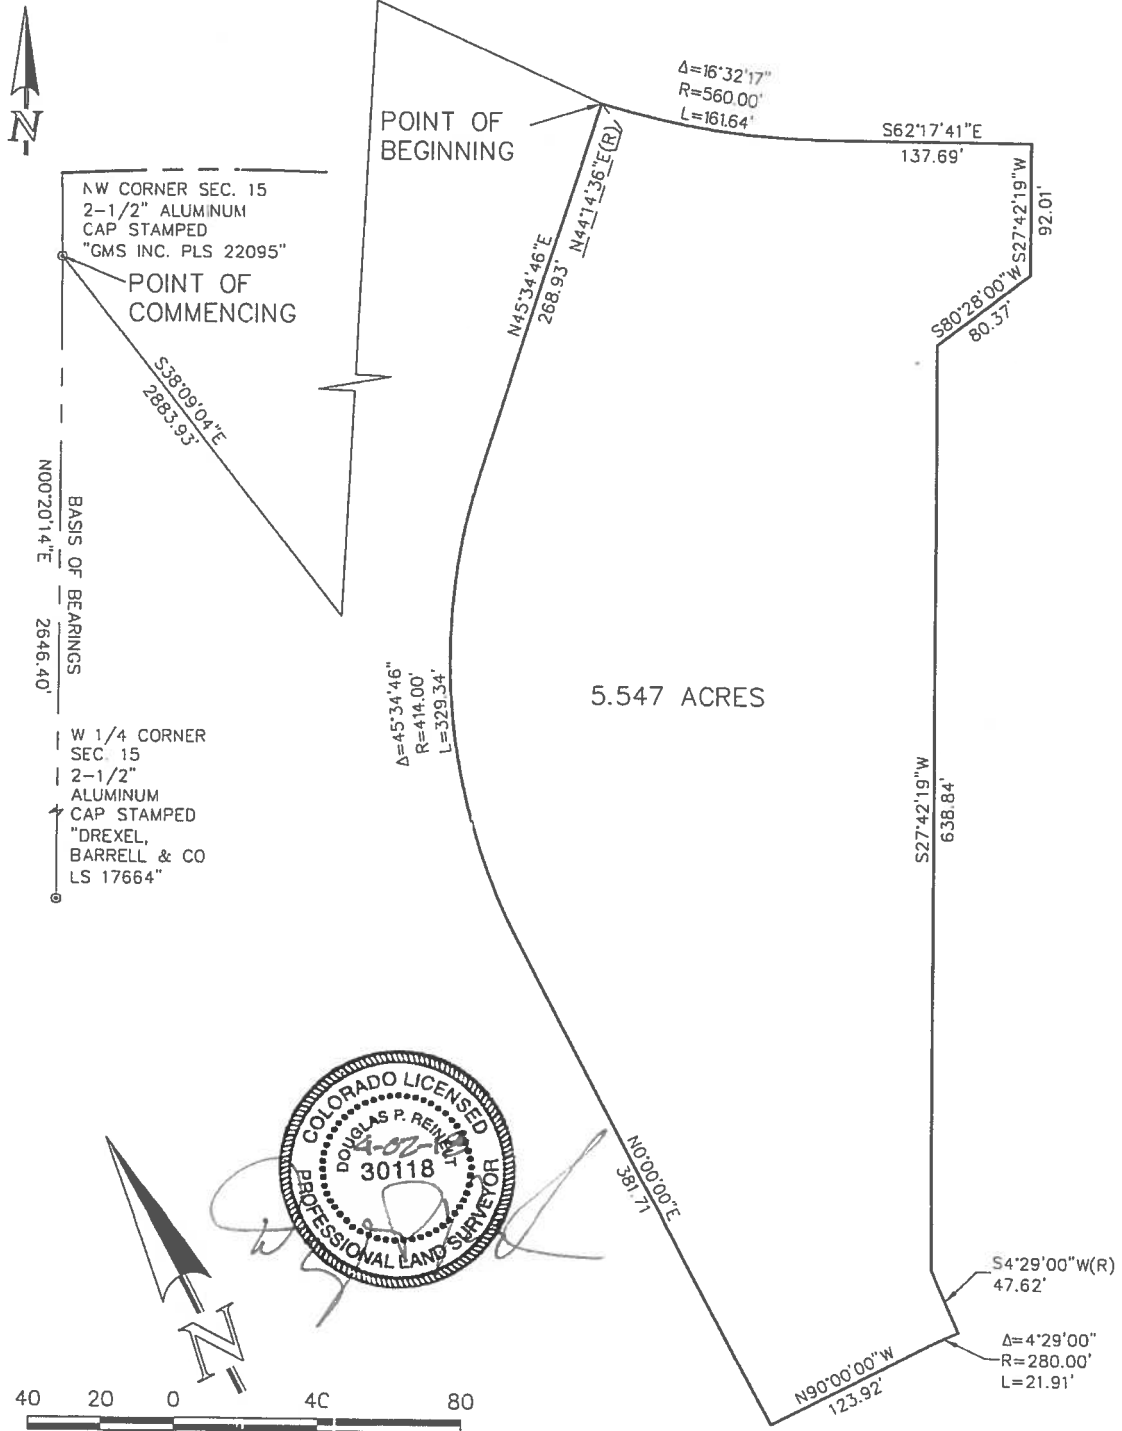 N
Δ=16°32'17"
R=560.00'
L=161.64'
POINT OF
BEGINNING
S62°17'41"E
137.69'
N44°14'36"E(R)
S27°42'19"W
92.01'
NW CORNER SEC. 15
2-1/2" ALUMINUM
CAP STAMPED
"GMS INC. PLS 22095"
POINT OF
COMMENCING
N45°34'46"E
268.93'
S80°28'00"W
80.37'
S38°09'04"E
2883.93'
BASIS OF BEARINGS
N00°20'14"E 2646.40'
Δ=45°34'46"
R=414.00'
L=329.34'
5.547 ACRES
W 1/4 CORNER
SEC. 15
2-1/2"
ALUMINUM
CAP STAMPED
"DREXEL,
BARRELL & CO
LS 17664"
S27°42'19"W
638.84'
COLORADO LICENSED
DOUGLAS P. REINERT
30118
PROFESSIONAL LAND SURVEYOR
N0°00'00"E
381.71
S4°29'00"W(R)
47.62'
Δ=4°29'00"
R=280.00'
L=21.91'
N90°00'00"W
123.92'
N
40 20 0 40 80